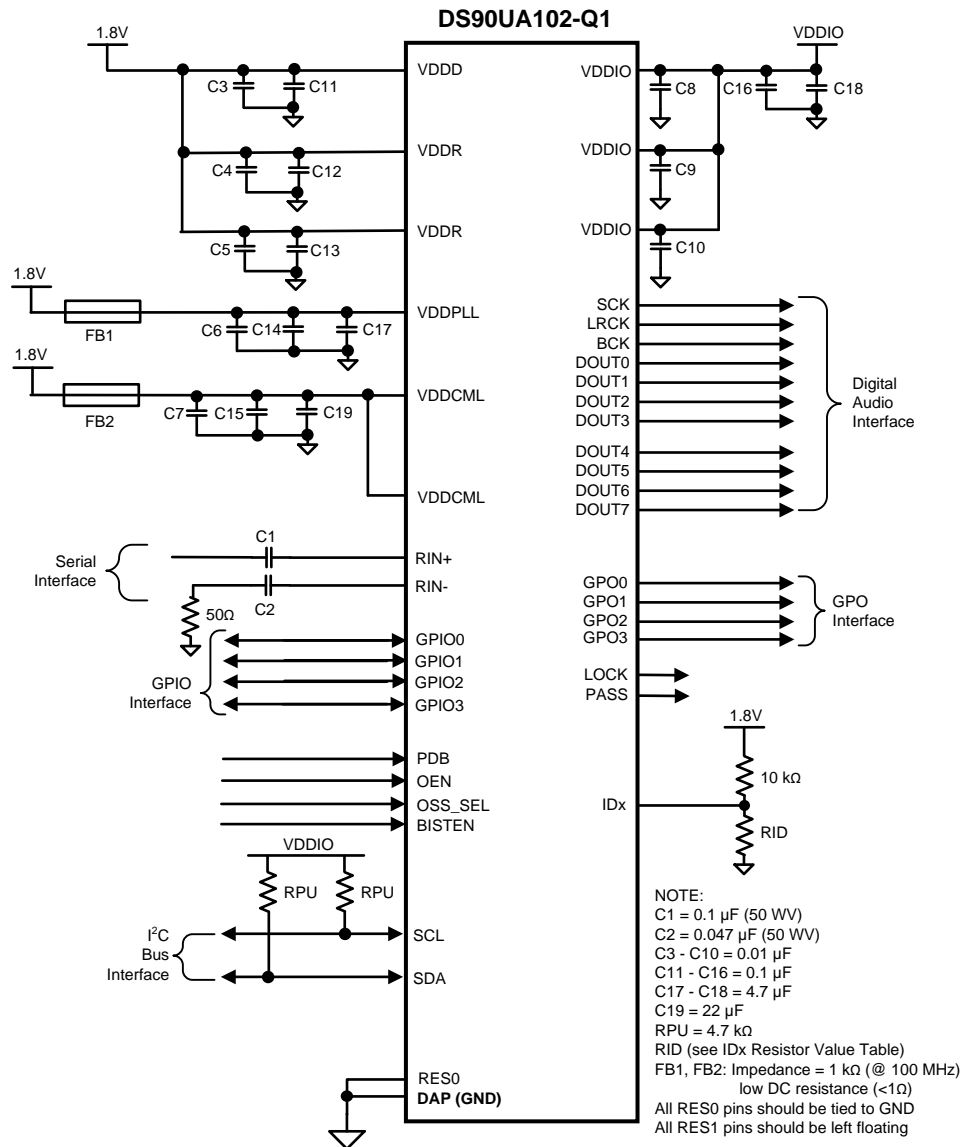 DS90UA102-Q1
1.8V
VDDD
C3
C11
VDDR
C4
C12
VDDR
C5
C13
1.8V
FB1
VDDPLL
C6
C14
C17
1.8V
FB2
VDDCML
C7
C15
C19
VDDCML
Serial
Interface
C1
RIN+
C2
RIN-
50Ω
GPIO
Interface
GPIO0
GPIO1
GPIO2
GPIO3
PDB
OEN
OSS_SEL
BISTEN
VDDIO
RPU
RPU
I²C
Bus
Interface
SCL
SDA
RES0
DAP (GND)
VDDIO
VDDIO
C8
C16
C18
VDDIO
C9
VDDIO
C10
SCK
LRCK
BCK
DOUT0
DOUT1
DOUT2
DOUT3
DOUT4
DOUT5
DOUT6
DOUT7
Digital
Audio
Interface
GPO0
GPO1
GPO2
GPO3
GPO
Interface
LOCK
PASS
1.8V
10 kΩ
IDx
RID
NOTE:
C1 = 0.1 µF (50 WV)
C2 = 0.047 µF (50 WV)
C3 - C10 = 0.01 µF
C11 - C16 = 0.1 µF
C17 - C18 = 4.7 µF
C19 = 22 µF
RPU = 4.7 kΩ
RID (see IDx Resistor Value Table)
FB1, FB2: Impedance = 1 kΩ (@ 100 MHz)
low DC resistance (<1Ω)
All RES0 pins should be tied to GND
All RES1 pins should be left floating